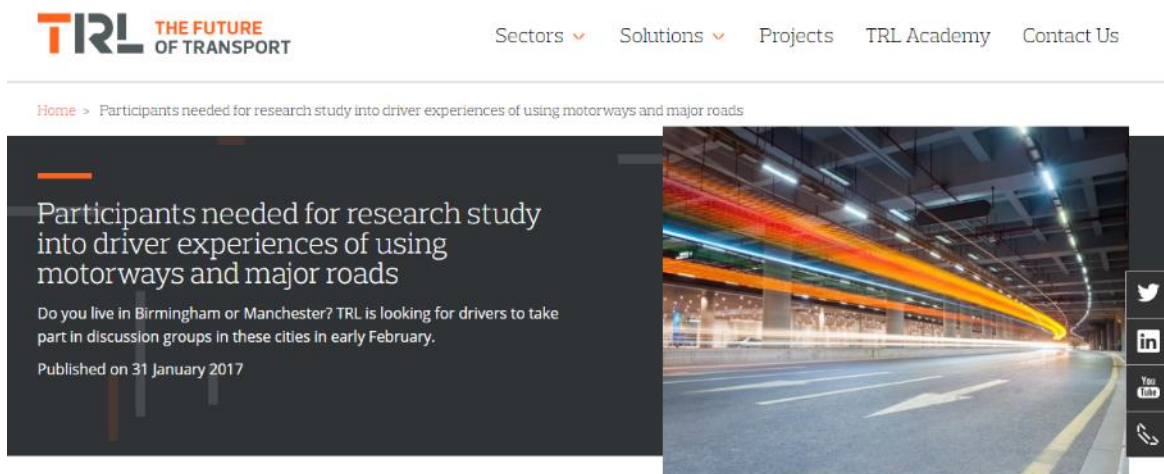 TRL THE FUTURE
OF TRANSPORT
Sectors
Solutions
Projects
TRL Academy
Contact Us
Home > Participants needed for research study into driver experiences of using motorways and major roads
Participants needed for research study
into driver experiences of using
motorways and major roads
Do you live in Birmingham or Manchester? TRL is looking for drivers to take
part in discussion groups in these cities in early February.
Published on 31 January 2017
in
You
Tube